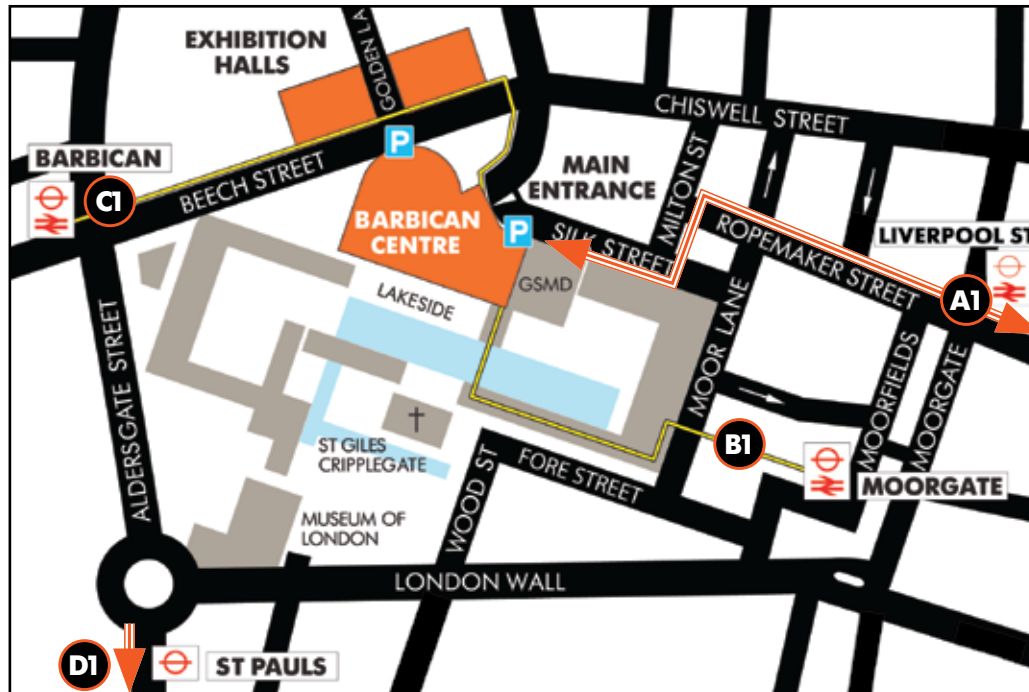 EXHIBITION
HALLS
GOLDEN LA
CHISWELL STREET
BARBICAN
C1
BEECH STREET
P
MAIN
ENTRANCE
MILTON ST
BARBICAN
CENTRE
P
SILK STREET
ROPEMAKER STREET
LIVERPOOL ST
A1
GSMD
LAKESIDE
MOOR LANE
MOORFIELDS
MOORGATE
ALDERSGATE STREET
ST GILES
CRIPPLEGATE
B1
MOORGATE
WOOD ST
FORE STREET
MUSEUM OF
LONDON
LONDON WALL
D1
ST PAULS